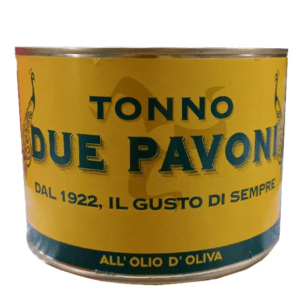 TONNO
DUE PAVONI
DAL 1922, IL GUSTO DI SEMPRE
ALL' OLIO D' OLIVA